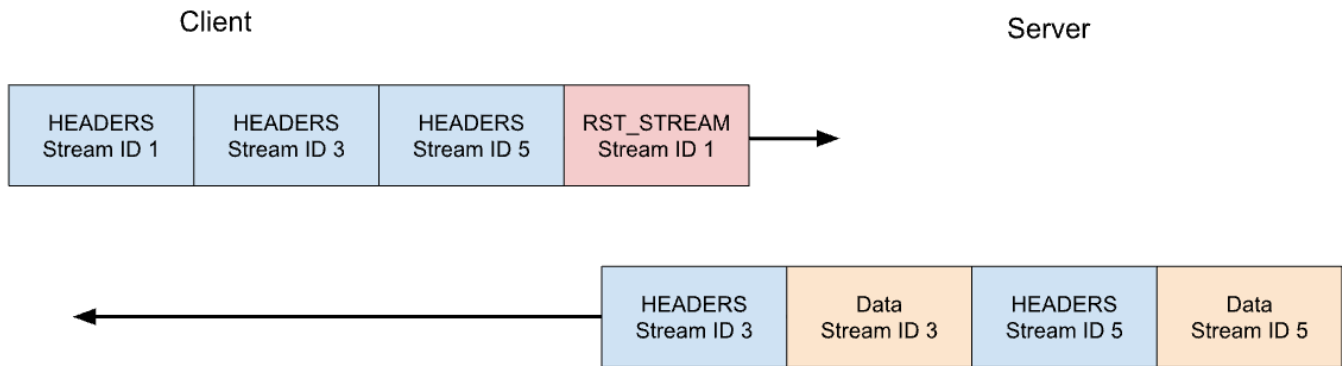 Client
Server
HEADERS
Stream ID 1
HEADERS
Stream ID 3
HEADERS
Stream ID 5
RST_STREAM
Stream ID 1
HEADERS
Stream ID 3
Data
Stream ID 3
HEADERS
Stream ID 5
Data
Stream ID 5